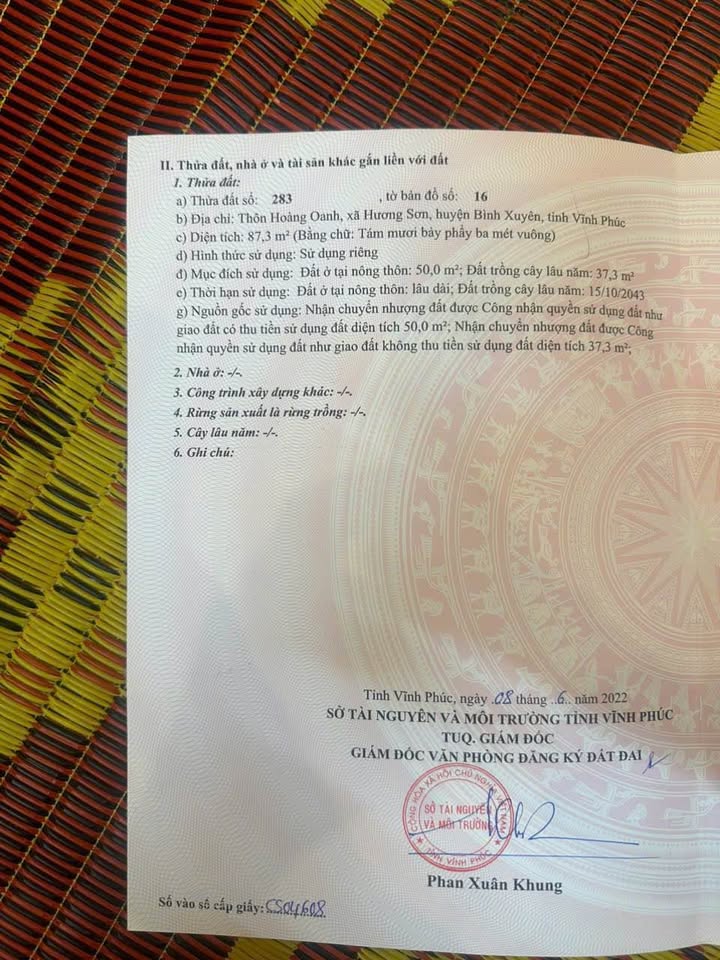 II. Thửa đất, nhà ở và tài sản khác gắn liền với đất
1. Thửa đất:
a) Thửa đất số: 283 , tờ bản đồ số: 16
b) Địa chỉ: Thôn Hoàng Oanh, xã Hương Sơn, huyện Bình Xuyên, tỉnh Vĩnh Phúc
c) Diện tích: 87,3 m² (Bằng chữ: Tám mươi bảy phẩy ba mét vuông)
d) Hình thức sử dụng: Sử dụng riêng
đ) Mục đích sử dụng: Đất ở tại nông thôn: 50,0 m²; Đất trồng cây lâu năm: 37,3 m²
e) Thời hạn sử dụng: Đất ở tại nông thôn: lâu dài; Đất trồng cây lâu năm: 15/10/2043
g) Nguồn gốc sử dụng: Nhận chuyển nhượng đất được Công nhận quyền sử dụng đất như
giao đất có thu tiền sử dụng đất diện tích 50,0 m²; Nhận chuyển nhượng đất được Công
nhận quyền sử dụng đất như giao đất không thu tiền sử dụng đất diện tích 37,3 m²;
2. Nhà ở: -/-.
3. Công trình xây dựng khác: -/-.
4. Rừng sản xuất là rừng trồng: -/-.
5. Cây lâu năm: -/-.
6. Ghi chú:
Tỉnh Vĩnh Phúc, ngày .08 tháng ..6.. năm 2022
SỞ TÀI NGUYÊN VÀ MÔI TRƯỜNG TỈNH VĨNH PHÚC
TUQ. GIÁM ĐỐC
GIÁM ĐỐC VĂN PHÒNG ĐĂNG KÝ ĐẤT ĐAI
CỘNG HÒA XÃ HỘI CHỦ NGHĨA VIỆT NAM
SỞ TÀI NGUYÊN
VÀ MÔI TRƯỜNG
TỈNH VĨNH PHÚC
Phan Xuân Khung
Số vào sổ cấp giấy: CS04608